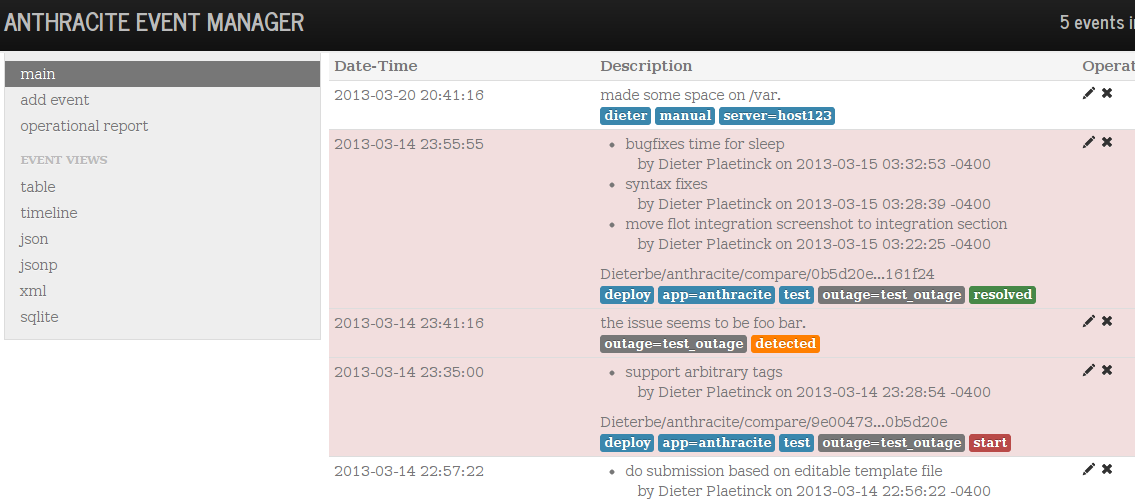 ANTHRACITE EVENT MANAGER
5 events
main
add event
operational report
EVENT VIEWS
table
timeline
json
jsonp
xml
sqlite
Date-Time Description
2013-03-20 20:41:16 made some space on /var.
dieter manual server=host123
2013-03-14 23:55:55 • bugfixes time for sleep
by Dieter Plaetinck on 2013-03-15 03:32:53 -0400
• syntax fixes
by Dieter Plaetinck on 2013-03-15 03:28:39 -0400
• move flot integration screenshot to integration section
by Dieter Plaetinck on 2013-03-15 03:22:25 -0400
Dieterbe/anthracite/compare/0b5d20e...161f24
deploy app=anthracite test outage=test_outage resolved
2013-03-14 23:41:16 the issue seems to be foo bar.
outage=test_outage detected
2013-03-14 23:35:00 • support arbitrary tags
by Dieter Plaetinck on 2013-03-14 23:28:54 -0400
Dieterbe/anthracite/compare/9e00473...0b5d20e
deploy app=anthracite test outage=test_outage start
2013-03-14 22:57:22 • do submission based on editable template file
by Dieter Plaetinck on 2013-03-14 22:56:22 -0400